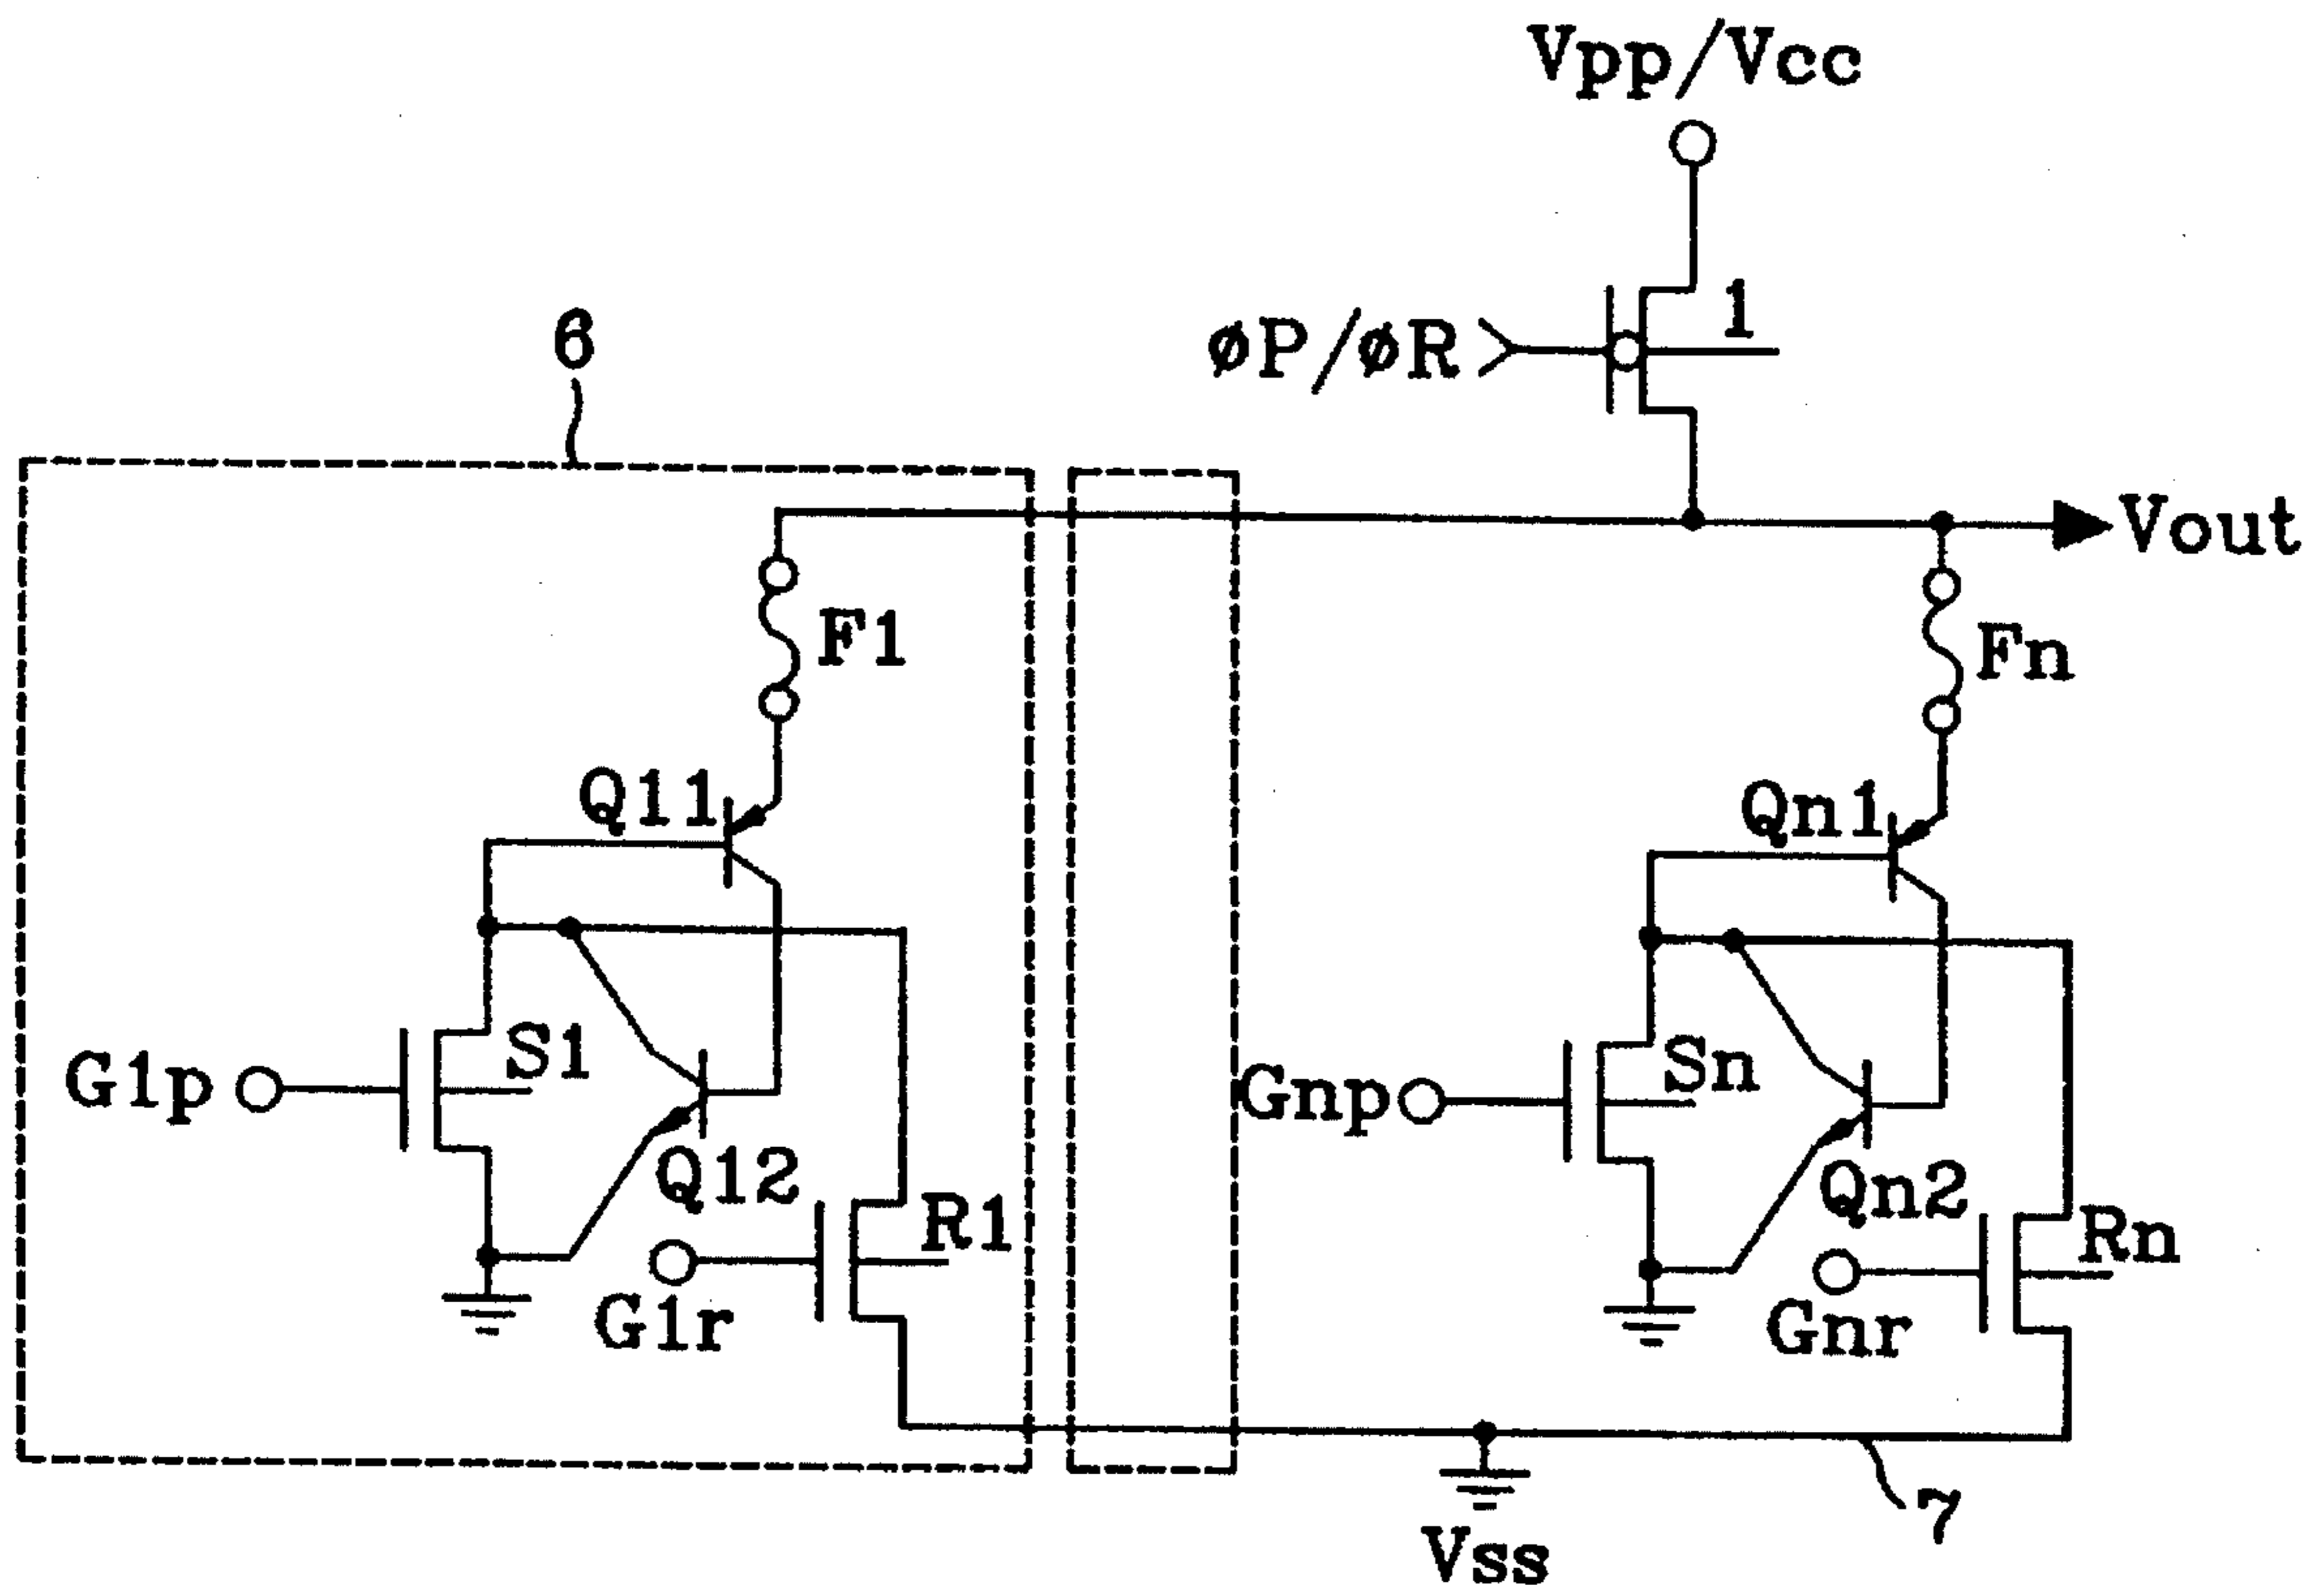 Vpp/Vcc
1
øP/øR
6
Vout
F1
Fn
Q11
Qn1
S1
Sn
G1p
Gnp
Q12
Qn2
R1
Rn
G1r
Gnr
7
Vss